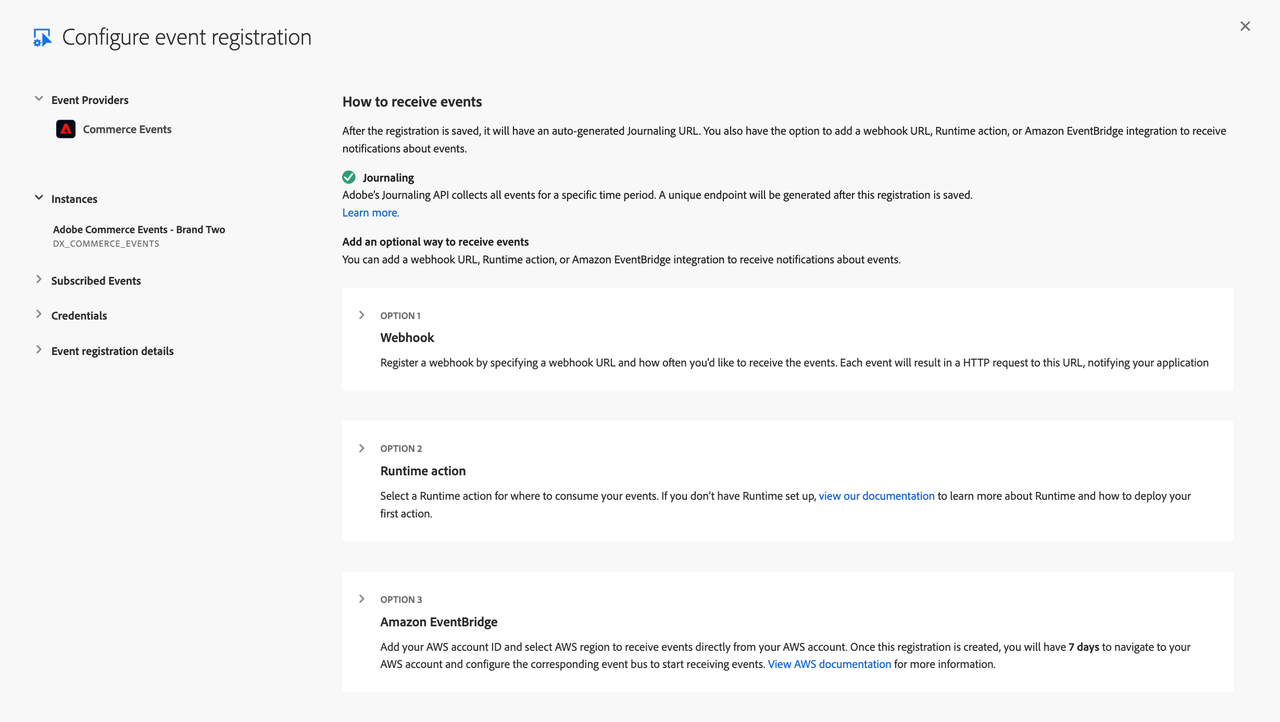 Configure event registration
Event Providers
Commerce Events
Instances
Adobe Commerce Events - Brand Two
DX_COMMERCE_EVENTS
Subscribed Events
Credentials
Event registration details
How to receive events
After the registration is saved, it will have an auto-generated Journaling URL. You also have the option to add a webhook URL, Runtime action, or Amazon EventBridge integration to receive
notifications about events.
Journaling
Adobe's Journaling API collects all events for a specific time period. A unique endpoint will be generated after this registration is saved.
Learn more.
Add an optional way to receive events
You can add a webhook URL, Runtime action, or Amazon EventBridge integration to receive notifications about events.
OPTION 1
Webhook
Register a webhook by specifying a webhook URL and how often you'd like to receive the events. Each event will result in a HTTP request to this URL, notifying your application
OPTION 2
Runtime action
Select a Runtime action for where to consume your events. If you don't have Runtime set up, view our documentation to learn more about Runtime and how to deploy your
first action.
OPTION 3
Amazon EventBridge
Add your AWS account ID and select AWS region to receive events directly from your AWS account. Once this registration is created, you will have 7 days to navigate to your
AWS account and configure the corresponding event bus to start receiving events. View AWS documentation for more information.